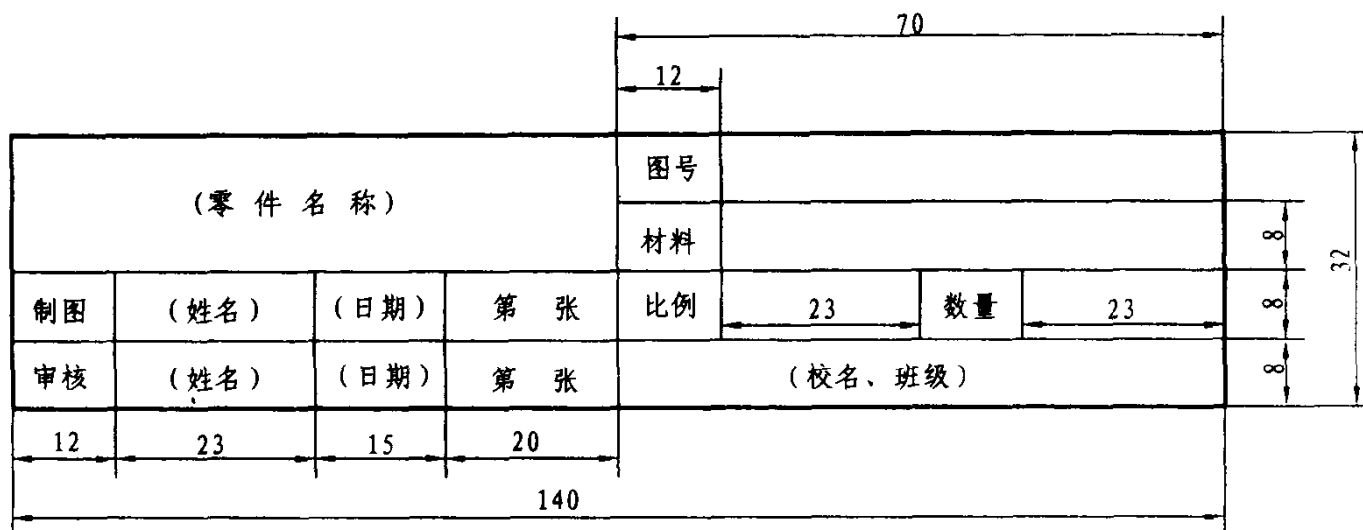 70
12
图号
(零 件 名 称)
材料
8
32
制图 (姓名) (日期) 第 张 比例 23 数量 23 8
审核 (姓名) (日期) 第 张 (校名、班级) 8
12 23 15 20
140